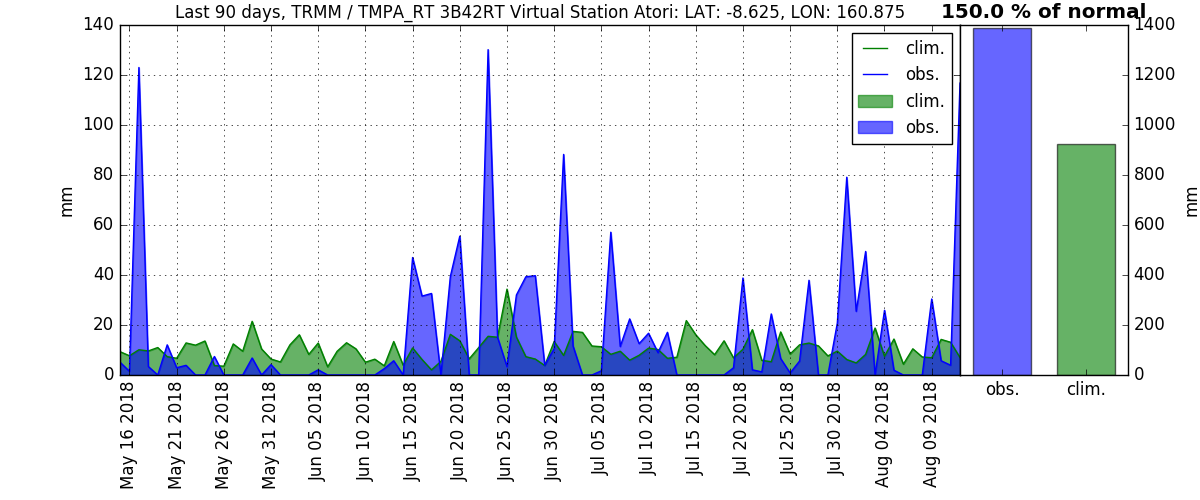 Last 90 days, TRMM / TMPA_RT 3B42RT Virtual Station Atori: LAT: -8.625, LON: 160.875
150.0 % of normal
140
120
100
80
60
40
20
0
mm
clim.
obs.
clim.
obs.
1400
1200
1000
800
600
400
200
0
mm
May 16 2018
May 21 2018
May 26 2018
May 31 2018
Jun 05 2018
Jun 10 2018
Jun 15 2018
Jun 20 2018
Jun 25 2018
Jun 30 2018
Jul 05 2018
Jul 10 2018
Jul 15 2018
Jul 20 2018
Jul 25 2018
Jul 30 2018
Aug 04 2018
Aug 09 2018
obs.
clim.